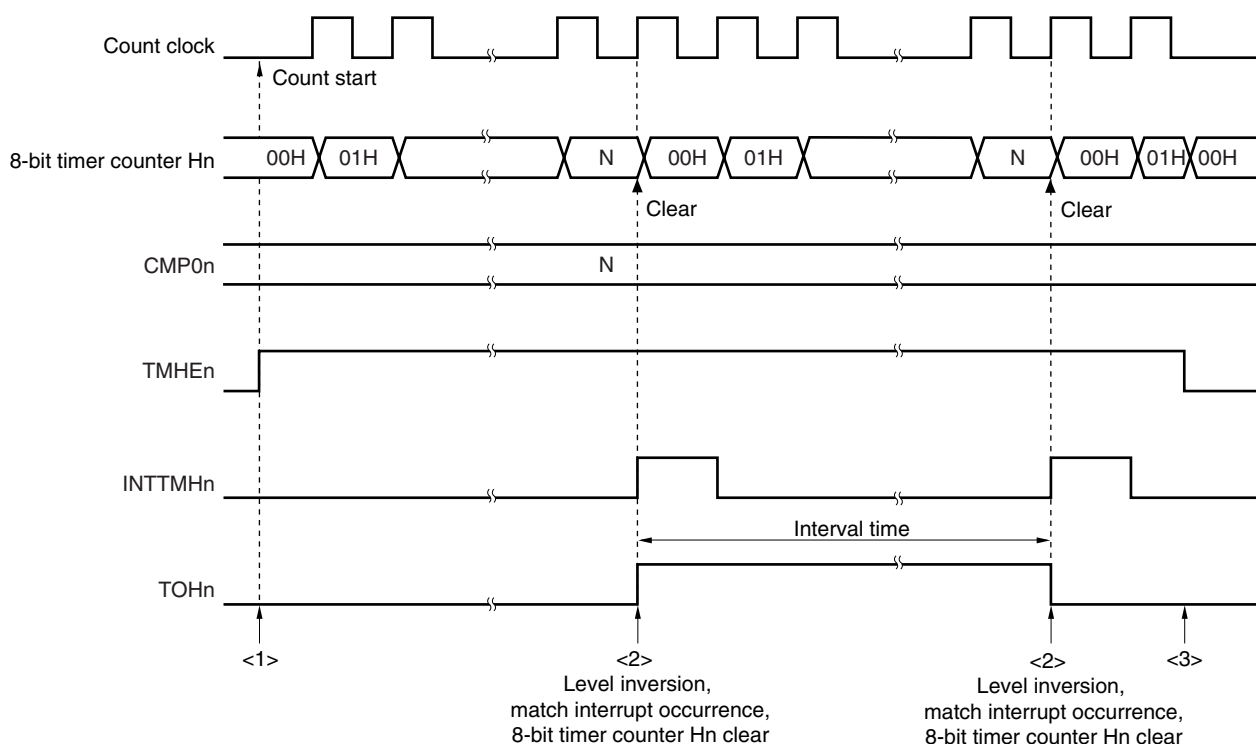 Count clock
Count start
8-bit timer counter Hn
00H 01H N 00H 01H N 00H 01H 00H
Clear Clear
CMP0n N
TMHEn
INTTMHn
Interval time
TOHn
<1> <2> <2> <3>
Level inversion, Level inversion,
match interrupt occurrence, match interrupt occurrence,
8-bit timer counter Hn clear 8-bit timer counter Hn clear